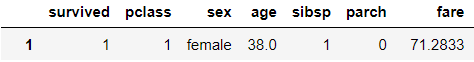 survived pclass sex age sibsp parch fare
1 1 1 female 38.0 1 0 71.2833